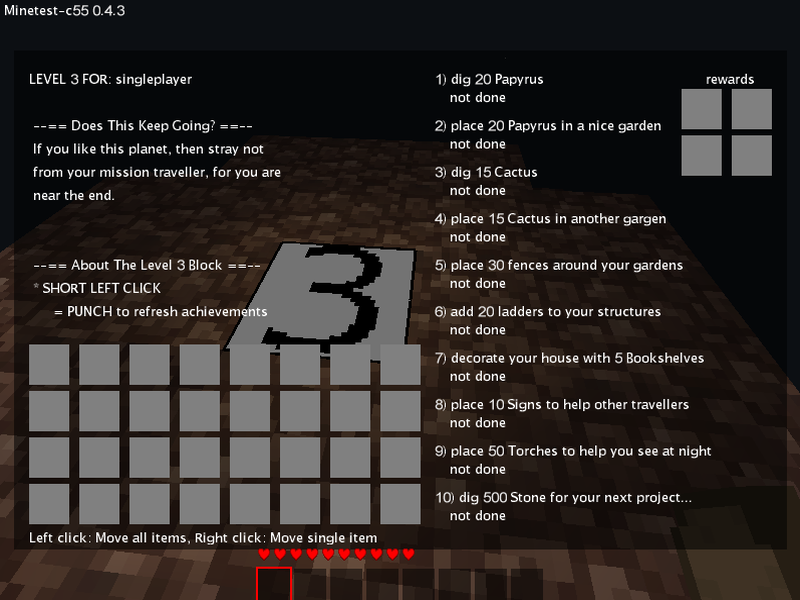 Minetest-c55 0.4.3
LEVEL 3 FOR: singleplayer
--== Does This Keep Going? ==--
If you like this planet, then stray not
from your mission traveller, for you are
near the end.
--== About The Level 3 Block ==--
* SHORT LEFT CLICK
= PUNCH to refresh achievements
3
Left click: Move all items, Right click: Move single item
1) dig 20 Papyrus
not done
2) place 20 Papyrus in a nice garden
not done
3) dig 15 Cactus
not done
4) place 15 Cactus in another gargen
not done
5) place 30 fences around your gardens
not done
6) add 20 ladders to your structures
not done
7) decorate your house with 5 Bookshelves
not done
8) place 10 Signs to help other travellers
not done
9) place 50 Torches to help you see at night
not done
10) dig 500 Stone for your next project...
not done
rewards